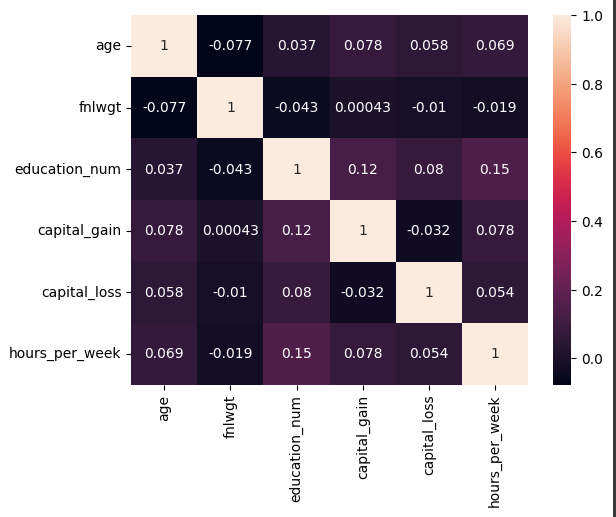 age 1 -0.077 0.037 0.078 0.058 0.069
fnlwgt -0.077 1 -0.043 0.00043 -0.01 -0.019
education_num 0.037 -0.043 1 0.12 0.08 0.15
capital_gain 0.078 0.00043 0.12 1 -0.032 0.078
capital_loss 0.058 -0.01 0.08 -0.032 1 0.054
hours_per_week 0.069 -0.019 0.15 0.078 0.054 1
age
fnlwgt
education_num
capital_gain
capital_loss
hours_per_week
1.0
0.8
0.6
0.4
0.2
0.0